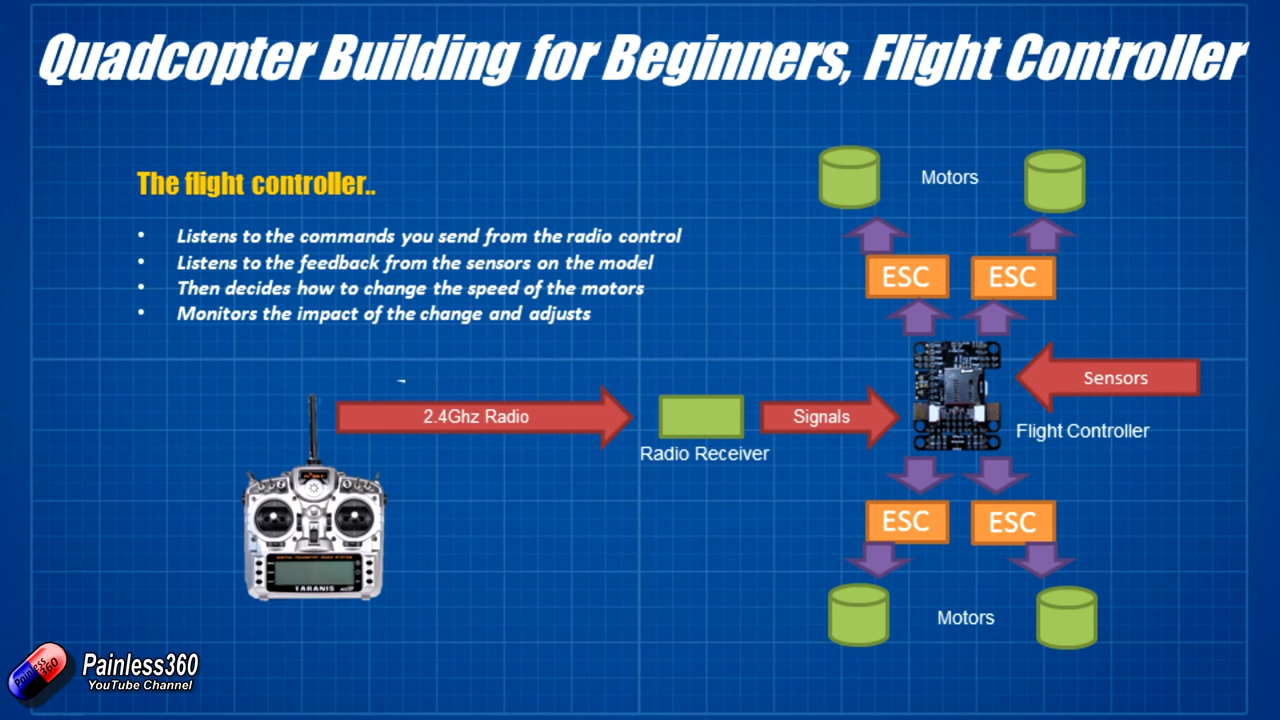 Quadcopter Building for Beginners, Flight Controller
The flight controller..
• Listens to the commands you send from the radio control
• Listens to the feedback from the sensors on the model
• Then decides how to change the speed of the motors
• Monitors the impact of the change and adjusts
Motors
ESC ESC
Sensors
2.4Ghz Radio
Signals
Flight Controller
Radio Receiver
ESC ESC
TARANIS
Motors
Painless360
Painless360
YouTube Channel